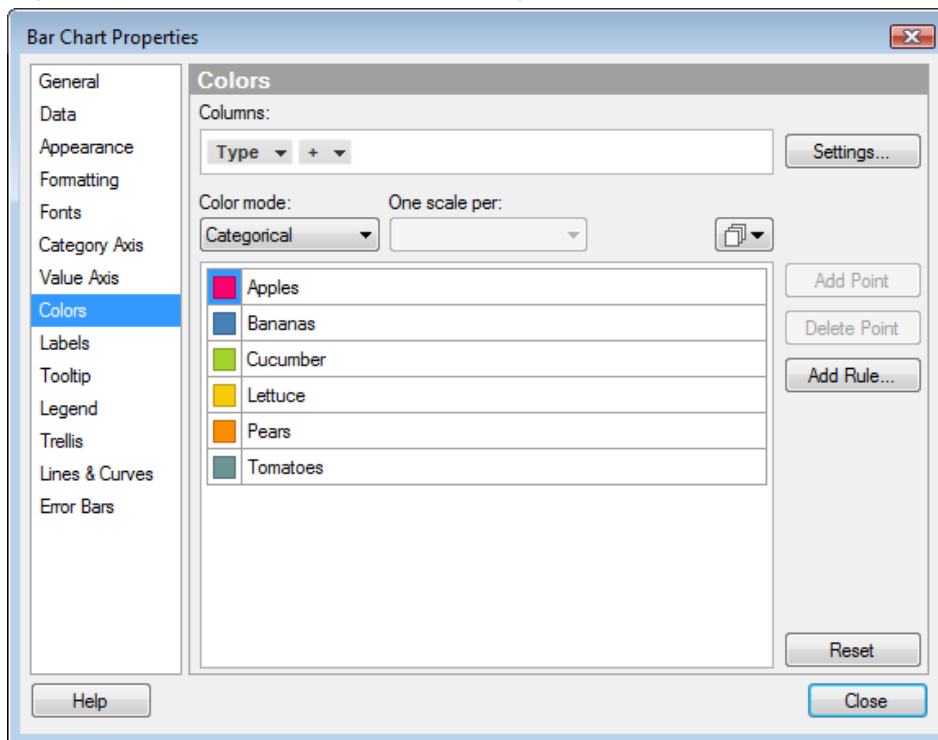 Bar Chart Properties
General
Data
Appearance
Formatting
Fonts
Category Axis
Value Axis
Colors
Labels
Tooltip
Legend
Trellis
Lines & Curves
Error Bars
Colors
Columns:
Type +
Settings...
Color mode: One scale per:
Categorical
Apples
Bananas
Cucumber
Lettuce
Pears
Tomatoes
Add Point
Delete Point
Add Rule...
Reset
Help
Close